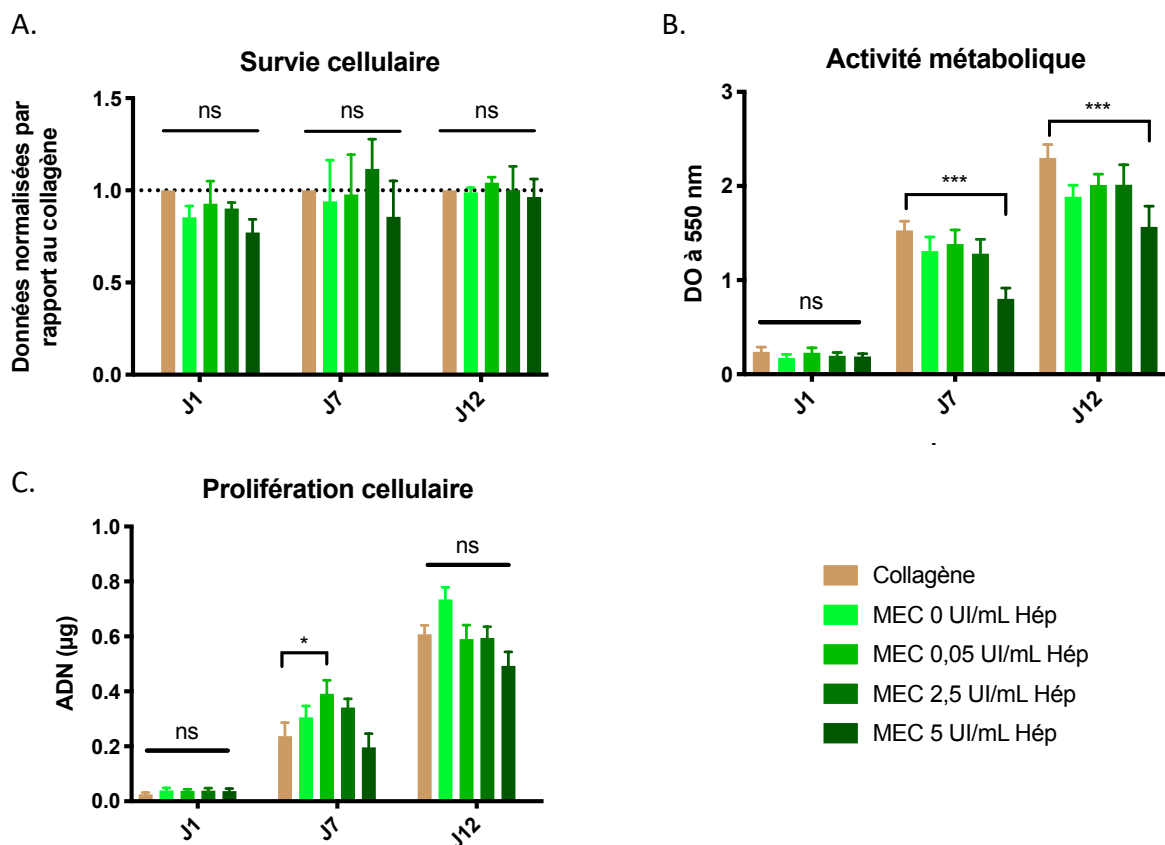 A.
Survie cellulaire
Données normalisées par
rapport au collagène
1.5
1.0
0.5
0.0
ns
ns
ns
J1
J7
J12
B.
Activité métabolique
DO à 550 nm
3
2
1
0
ns
***
***
J1
J7
J12
C.
Prolifération cellulaire
ADN (µg)
1.0
0.8
0.6
0.4
0.2
0.0
ns
*
ns
J1
J7
J12
Collagène
MEC 0 UI/mL Hép
MEC 0,05 UI/mL Hép
MEC 2,5 UI/mL Hép
MEC 5 UI/mL Hép